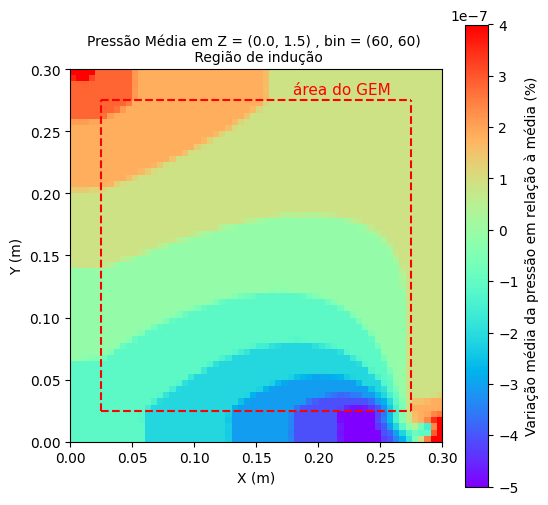 1e−7
Pressão Média em Z = (0.0, 1.5) , bin = (60, 60)
Região de indução
área do GEM
0.30
0.25
0.20
0.15
0.10
0.05
0.00
Y (m)
0.00 0.05 0.10 0.15 0.20 0.25 0.30
X (m)
4
3
2
1
0
−1
−2
−3
−4
−5
Variação média da pressão em relação à média (%)